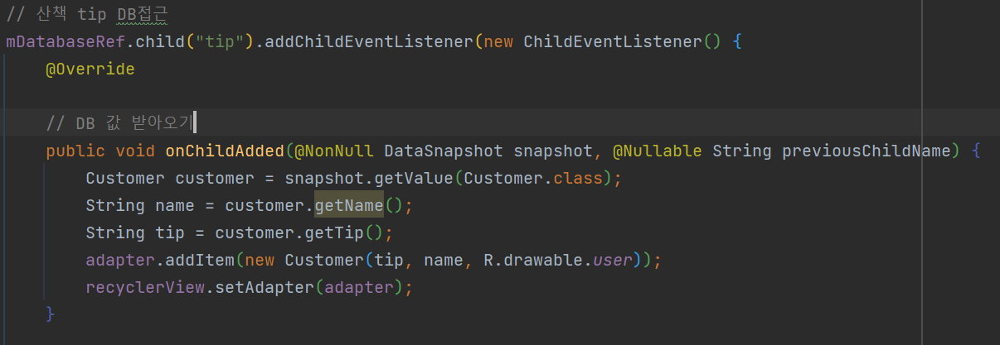 // 산책 tip DB접근
mDatabaseRef.child("tip").addChildEventListener(new ChildEventListener() {
@Override
// DB 값 받아오기
public void onChildAdded(@NonNull DataSnapshot snapshot, @Nullable String previousChildName) {
Customer customer = snapshot.getValue(Customer.class);
String name = customer.getName();
String tip = customer.getTip();
adapter.addItem(new Customer(tip, name, R.drawable.user));
recyclerView.setAdapter(adapter);
}